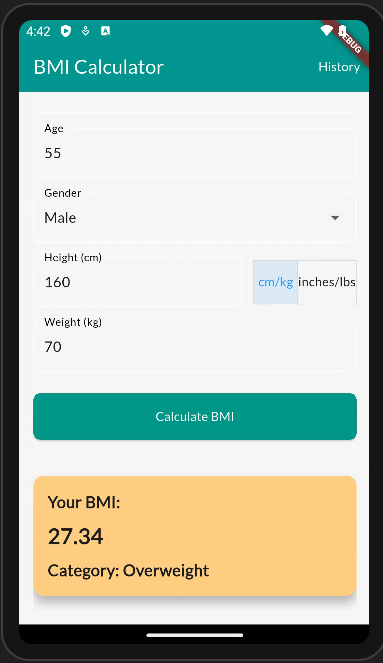 4:42
A
DEBUG
BMI Calculator
History
Age
55
Gender
Male
Height (cm)
160
cm/kg
inches/lbs
Weight (kg)
70
Calculate BMI
Your BMI:
27.34
Category: Overweight